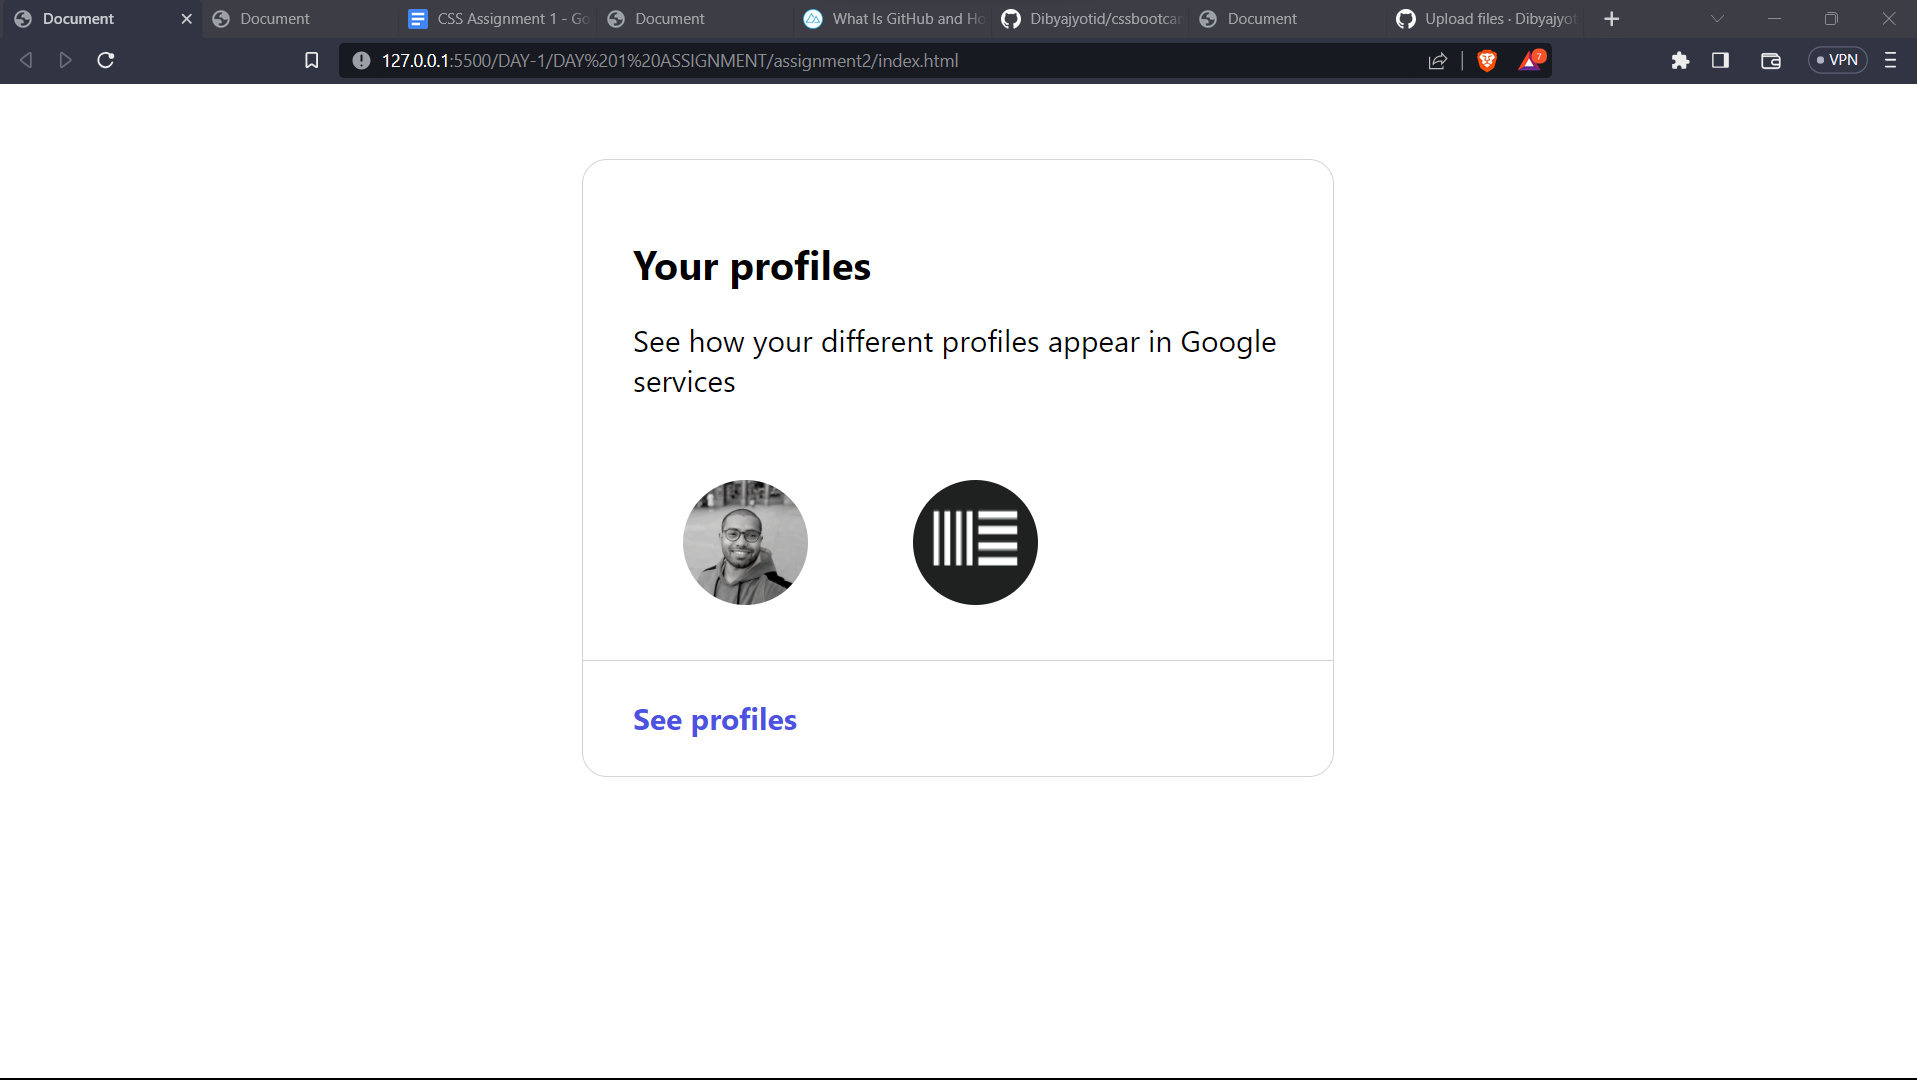 Document
Document
CSS Assignment 1 - Go
Document
What Is GitHub and Ho
Dibyajyotid/cssbootcar
Document
Upload files · Dibyajyot
127.0.0.1:5500/DAY-1/DAY%201%20ASSIGNMENT/assignment2/index.html
7
VPN
Your profiles
See how your different profiles appear in Google
services
See profiles